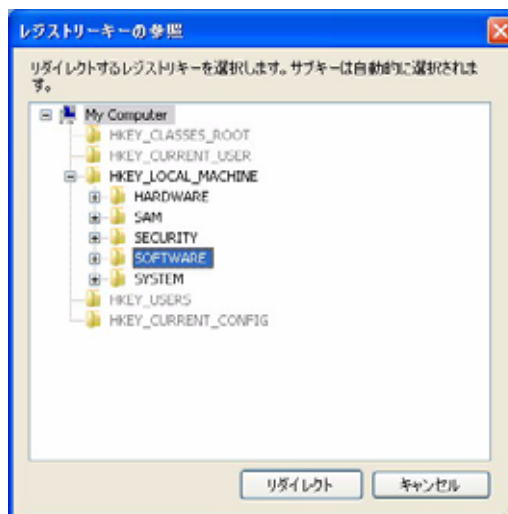 レジストリーキーの参照
リダイレクトするレジストリキーを選択します。サブキーは自動的に選択されま
す。
My Computer
HKEY_CLASSES_ROOT
HKEY_CURRENT_USER
HKEY_LOCAL_MACHINE
HARDWARE
SAM
SECURITY
SOFTWARE
SYSTEM
HKEY_USERS
HKEY_CURRENT_CONFIG
リダイレクト
キャンセル